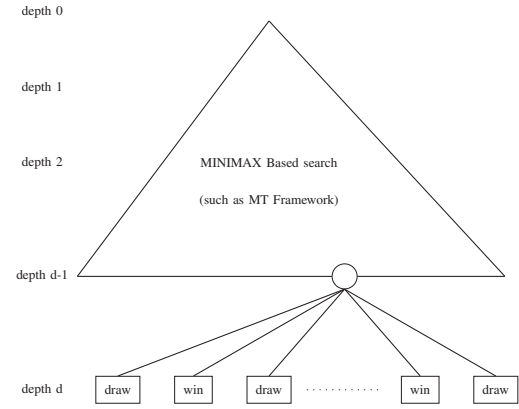 depth 0
depth 1
depth 2
MINIMAX Based search
(such as MT Framework)
depth d-1
depth d
draw win draw ............ win draw